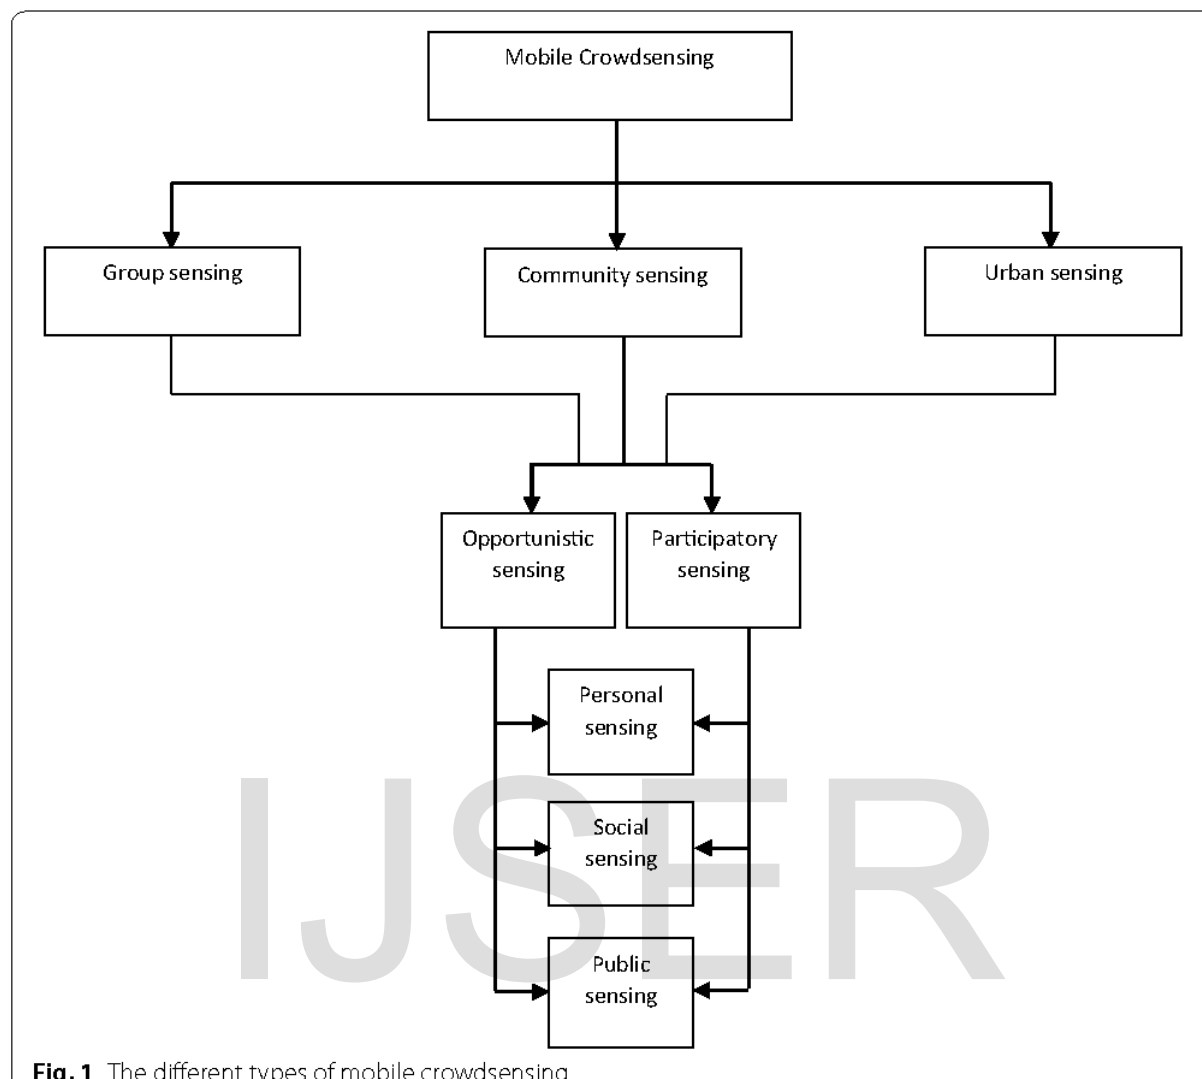 Mobile Crowdsensing
Group sensing
Community sensing
Urban sensing
Opportunistic
sensing
Participatory
sensing
Personal
sensing
Social
sensing
Public
sensing
IJSER
Fig. 1 The different types of mobile crowdsensing